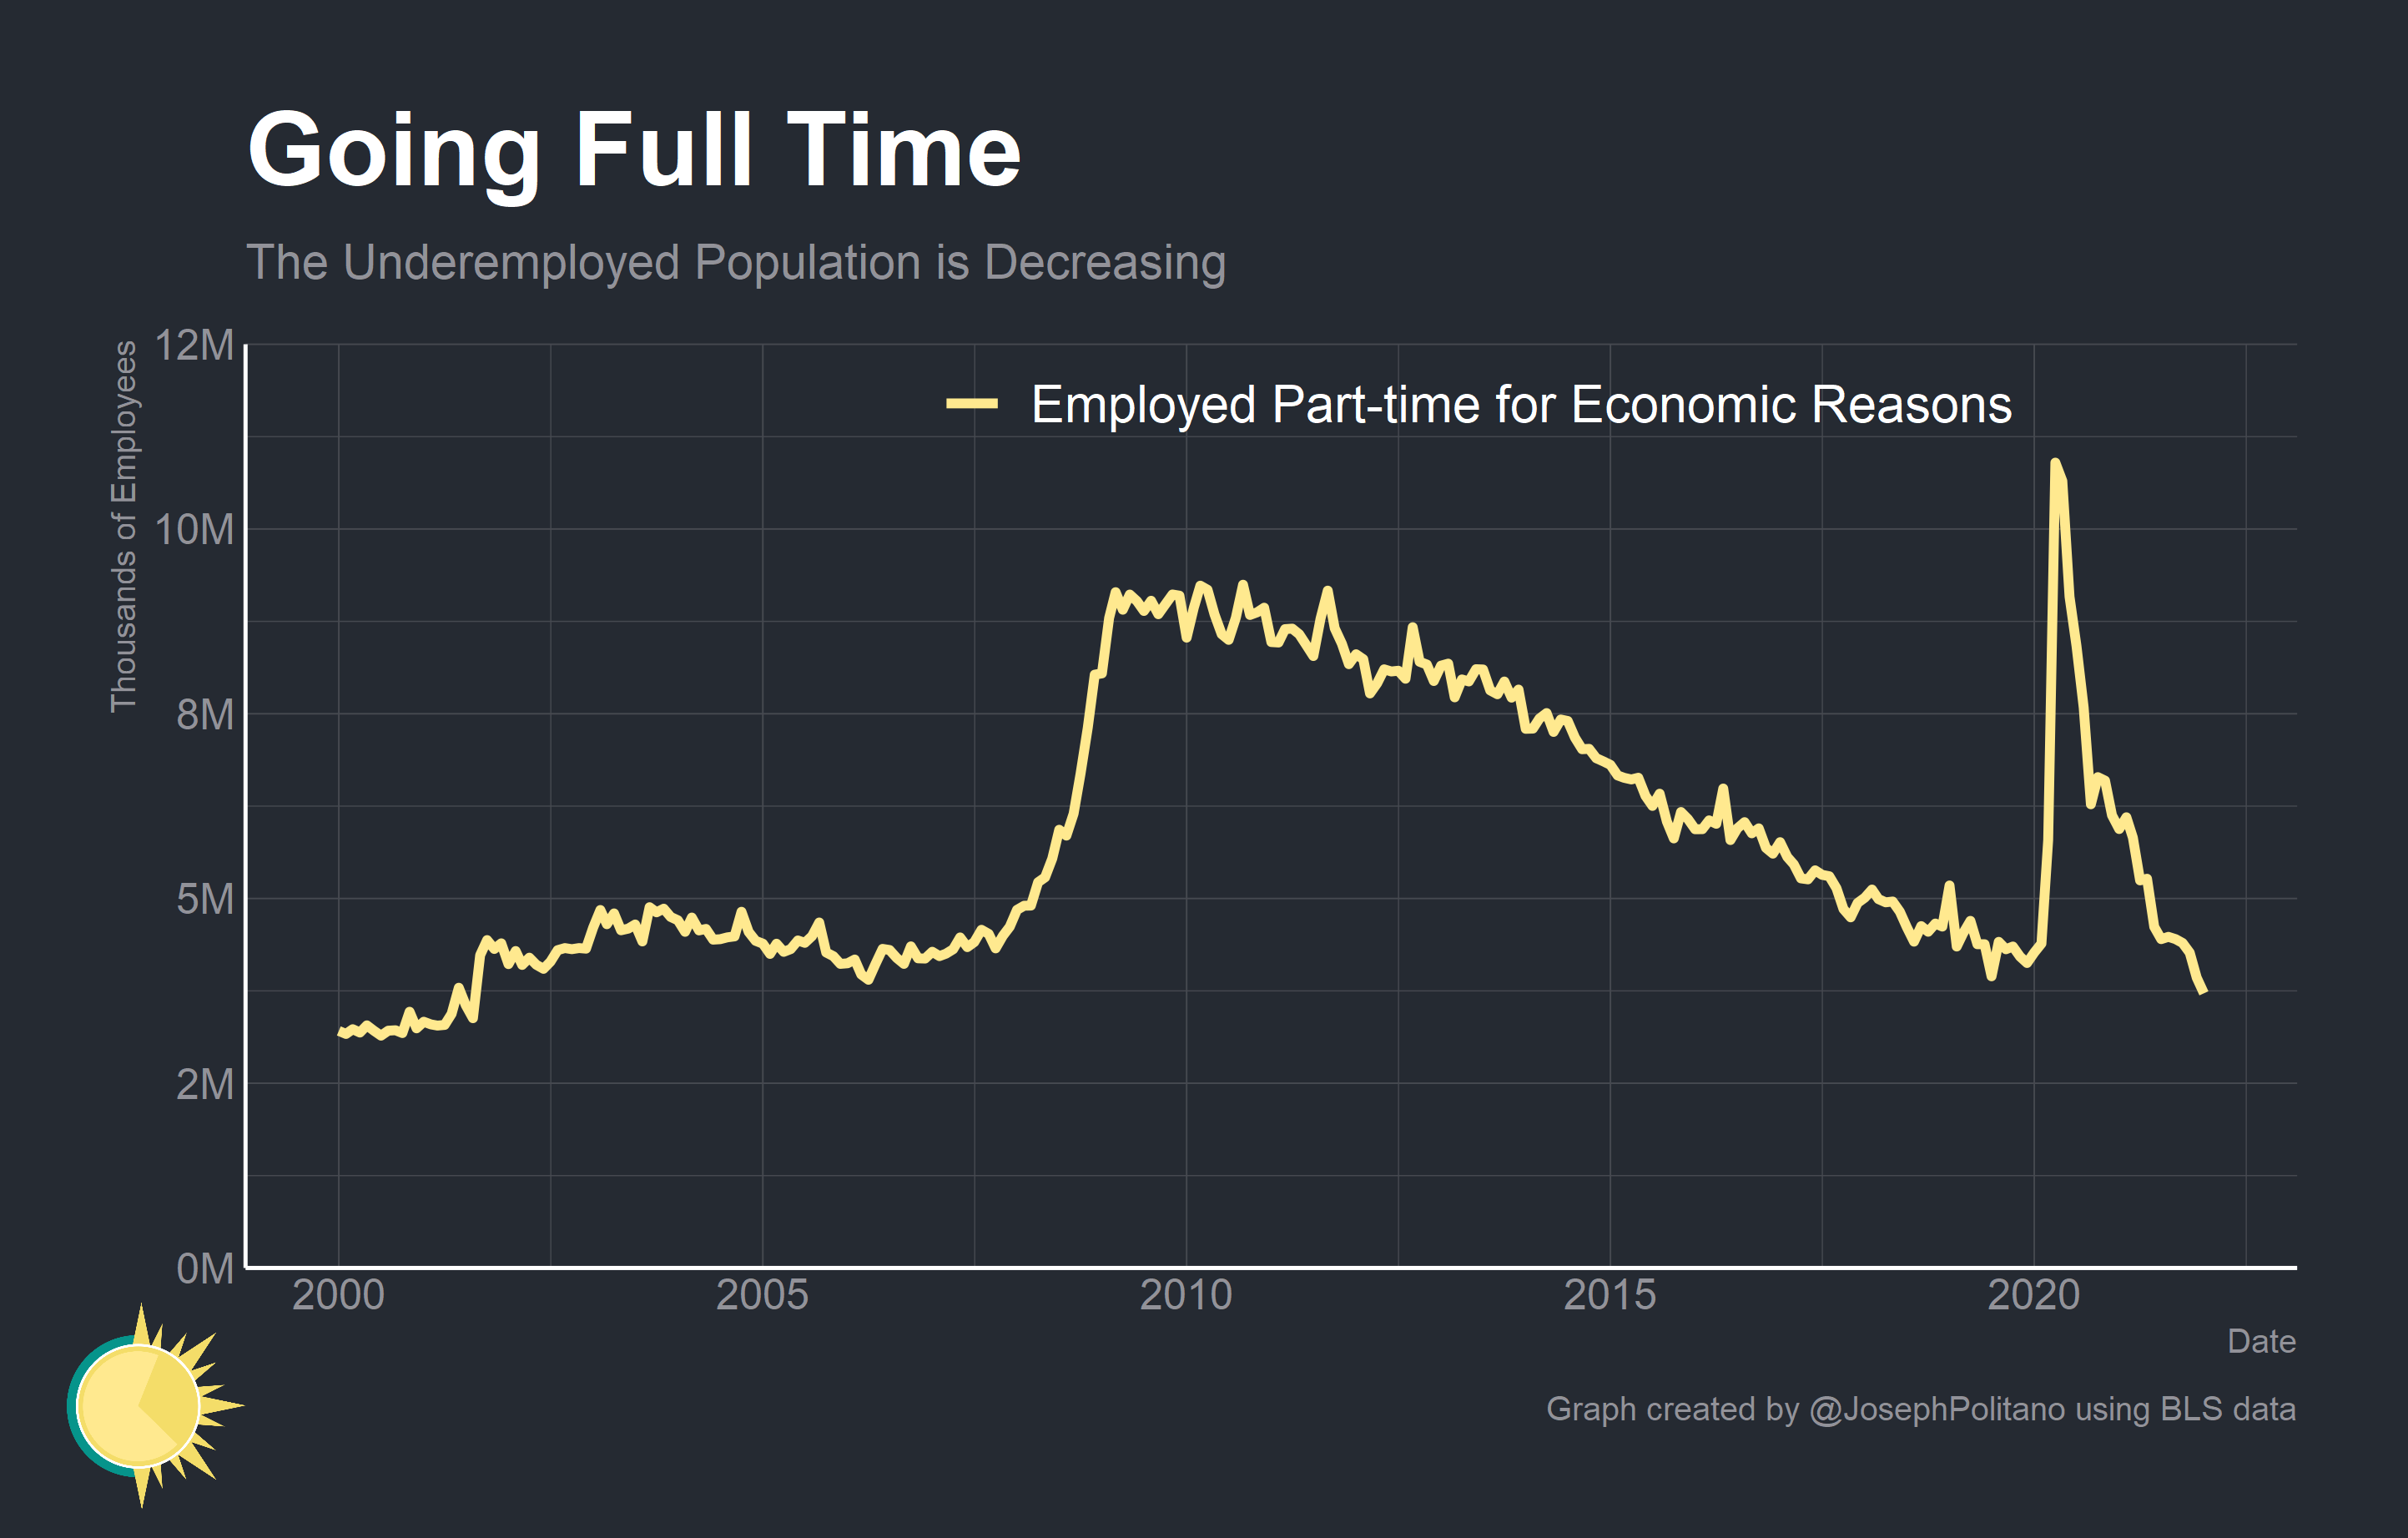 Going Full Time
The Underemployed Population is Decreasing
Thousands of Employees
12M
10M
8M
5M
2M
0M
Employed Part-time for Economic Reasons
2000
2005
2010
2015
2020
Date
Graph created by @JosephPolitano using BLS data